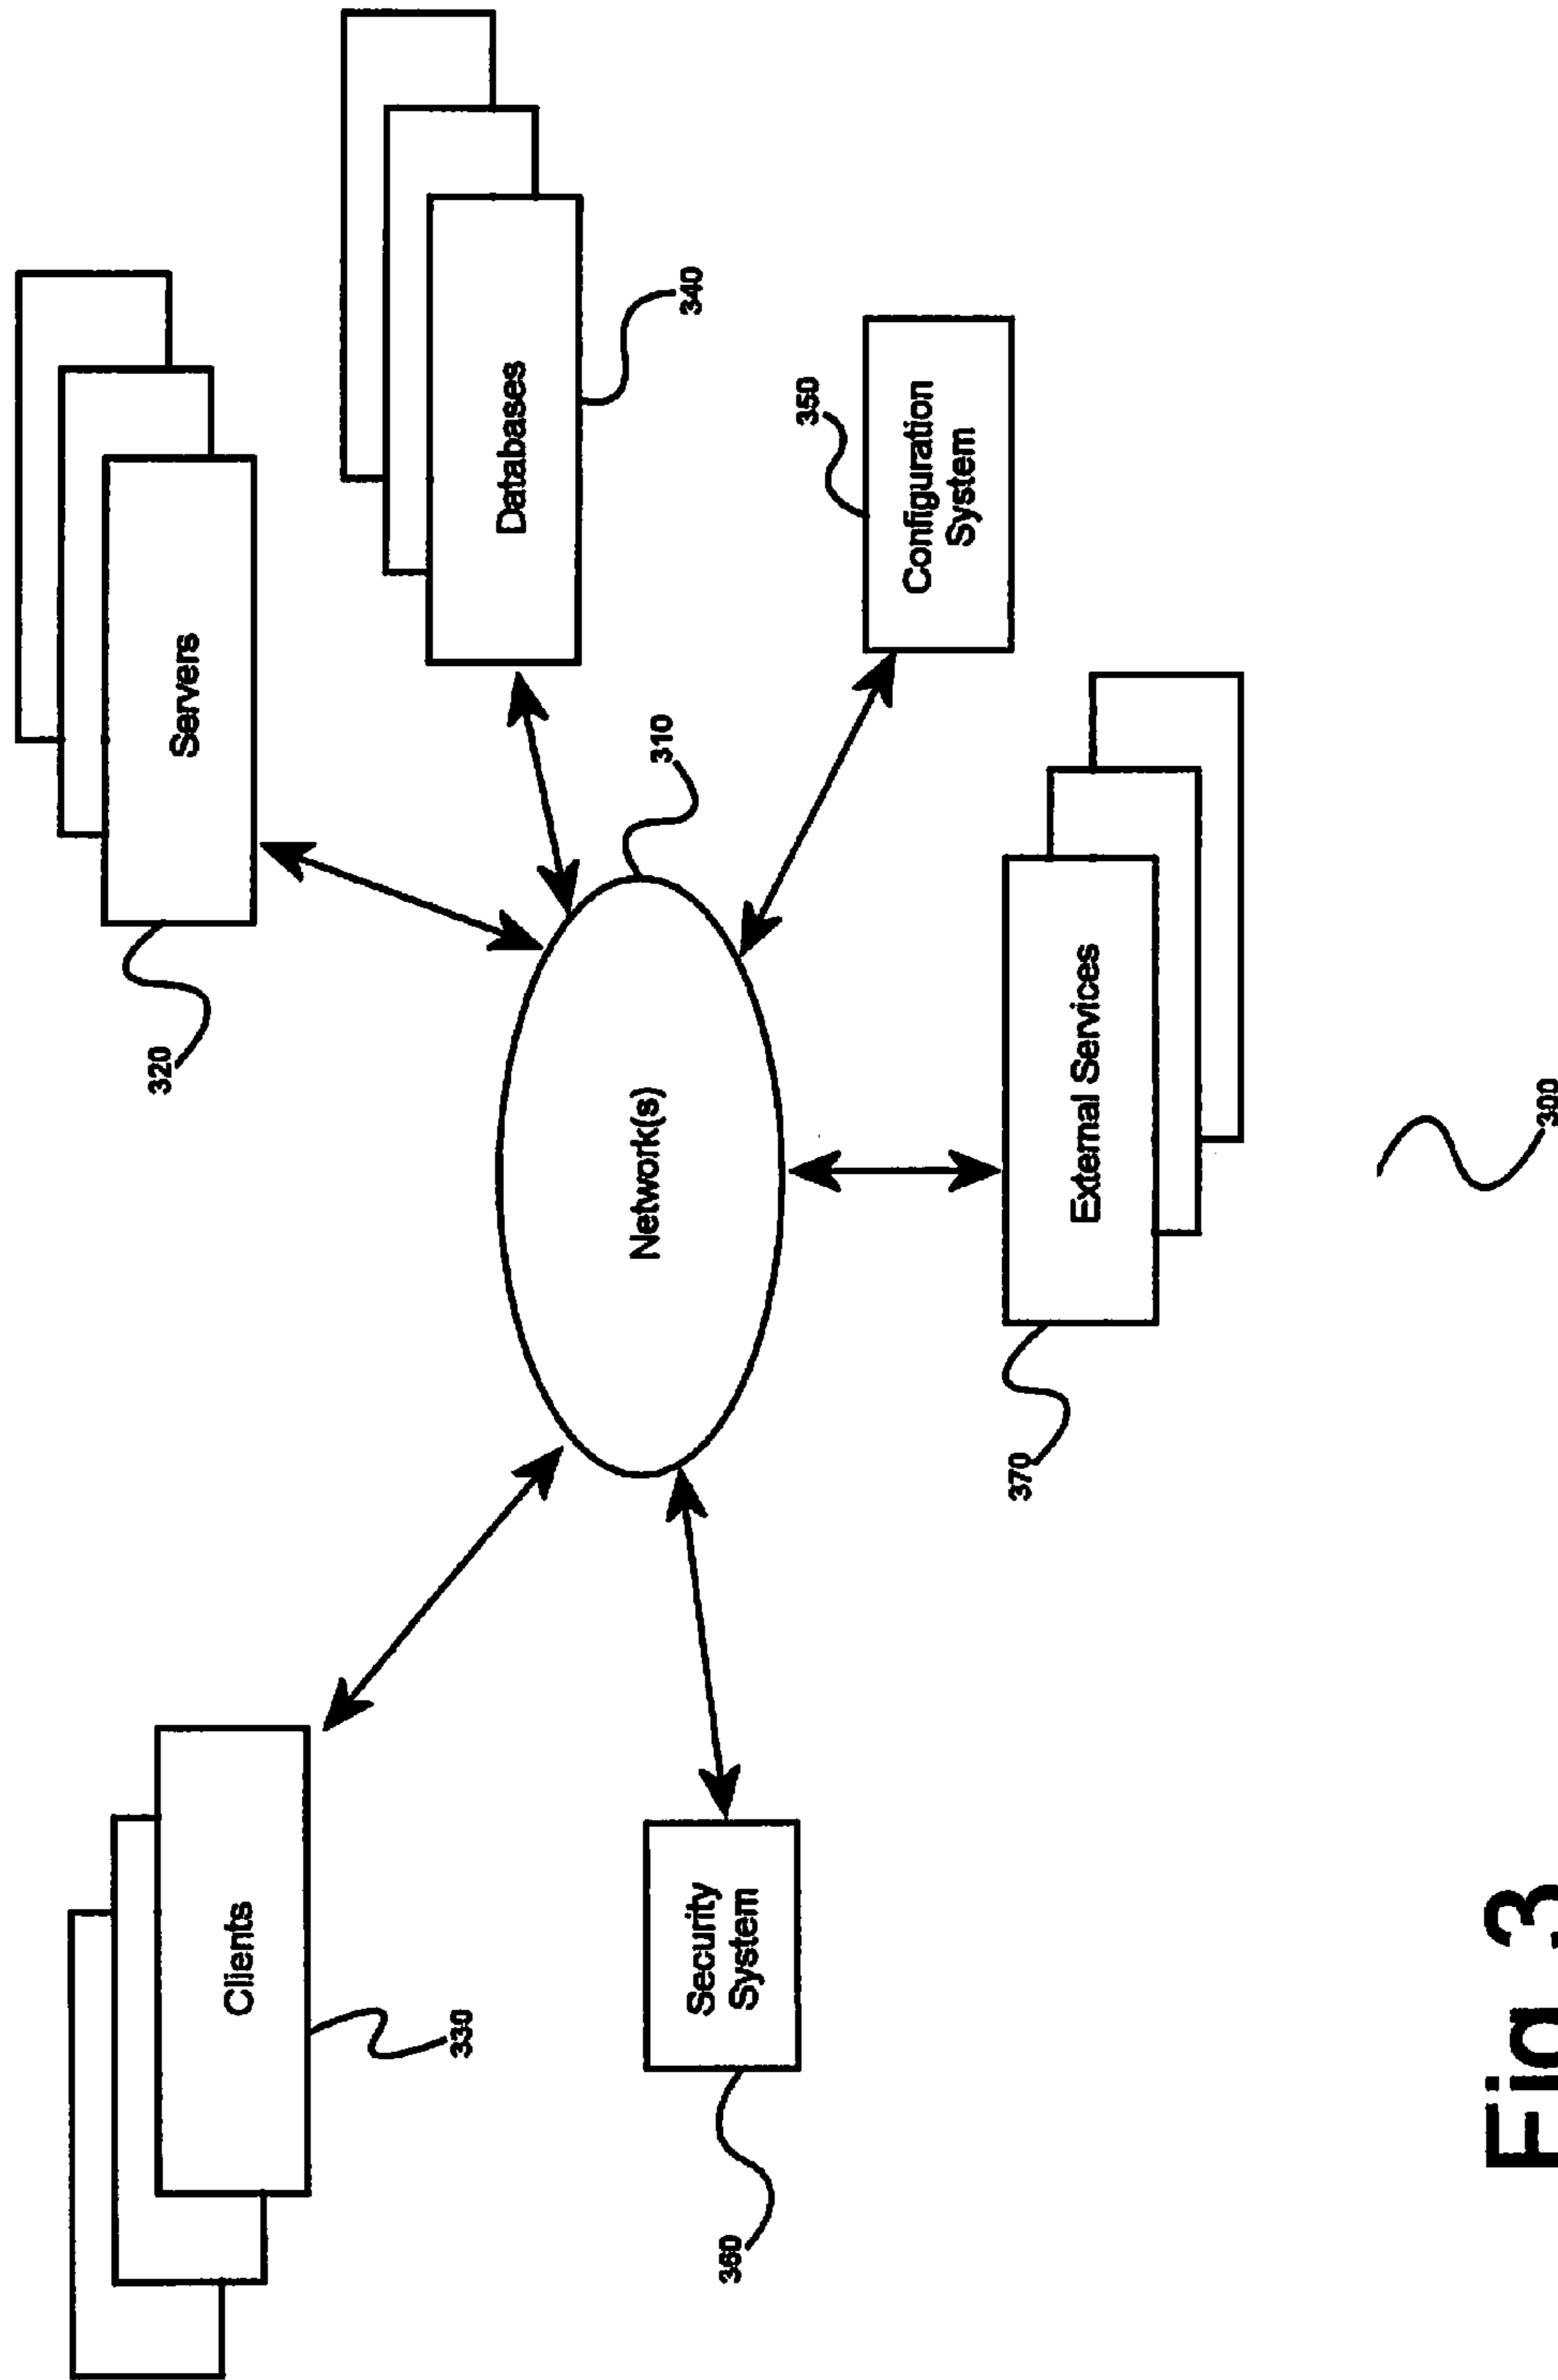 320
Servers
Clients
330
Databases
340
Network(s)
310
Security
System
360
350
Configuration
System
370
External Services
300
Fig. 3